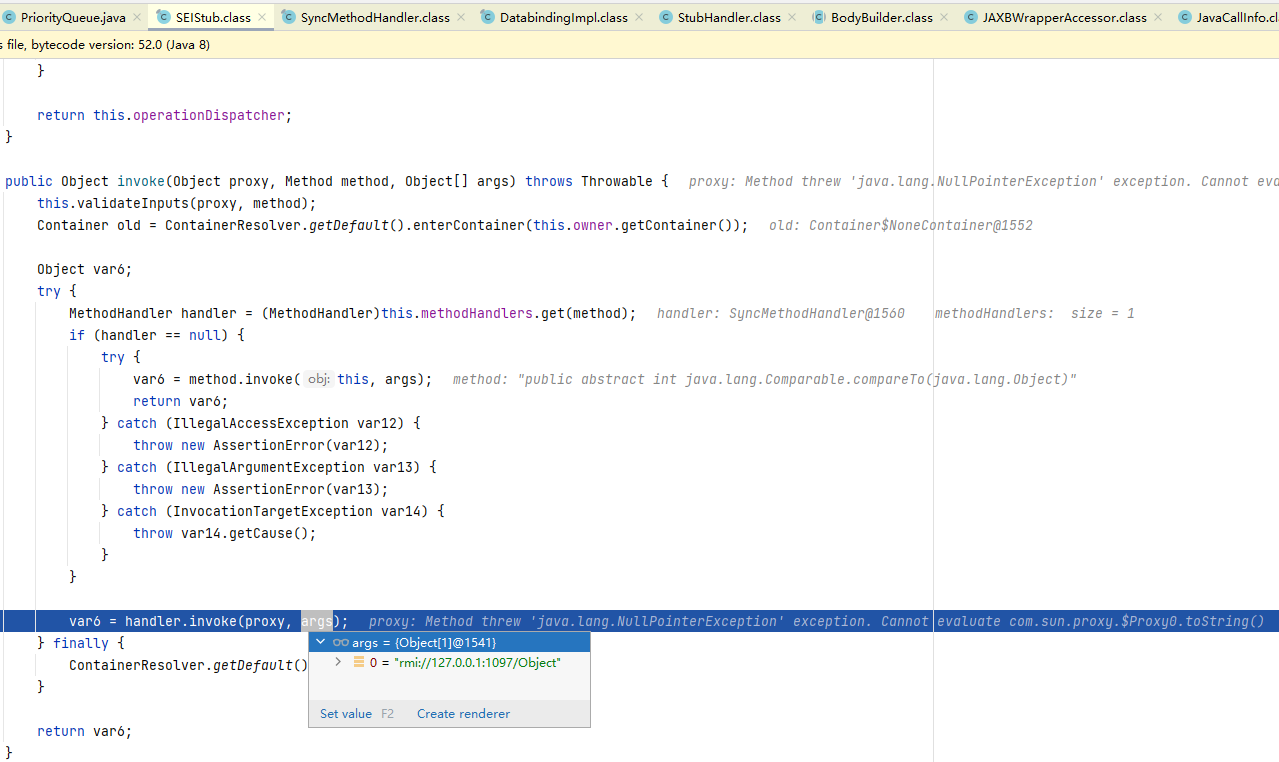 PriorityQueue.java × SEIStub.class × SyncMethodHandler.class × DatabindingImpl.class × StubHandler.class × BodyBuilder.class × JAXBWrapperAccessor.class × JavaCallInfo.cl
s file, bytecode version: 52.0 (Java 8)
}
return this.operationDispatcher;
}
public Object invoke(Object proxy, Method method, Object[] args) throws Throwable { proxy: Method threw 'java.lang.NullPointerException' exception. Cannot eva
this.validateInputs(proxy, method);
Container old = ContainerResolver.getDefault().enterContainer(this.owner.getContainer()); old: Container$NoneContainer@1552
Object var6;
try {
MethodHandler handler = (MethodHandler)this.methodHandlers.get(method); handler: SyncMethodHandler@1560 methodHandlers: size = 1
if (handler == null) {
try {
var6 = method.invoke( obj: this, args); method: "public abstract int java.lang.Comparable.compareTo(java.lang.Object)"
return var6;
} catch (IllegalAccessException var12) {
throw new AssertionError(var12);
} catch (IllegalArgumentException var13) {
throw new AssertionError(var13);
} catch (InvocationTargetException var14) {
throw var14.getCause();
}
}
var6 = handler.invoke(proxy, args); proxy: Method threw 'java.lang.NullPointerException' exception. Cannot evaluate com.sun.proxy.$Proxy0.toString()
} finally {
args = {Object[1]@1541}
ContainerResolver.getDefault()
0 = "rmi://127.0.0.1:1097/Object"
}
Set value F2 Create renderer
return var6;
}